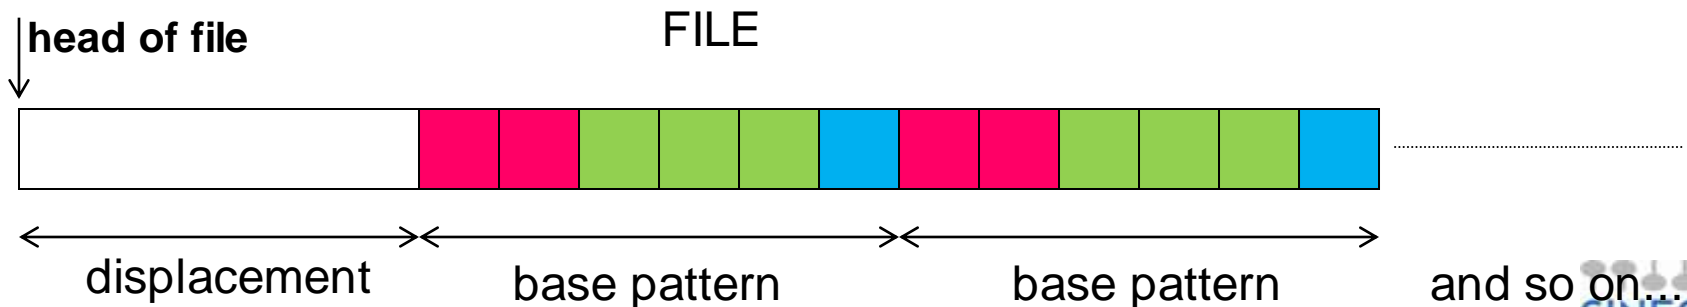 head of file
FILE
displacement
base pattern
base pattern
and so on...